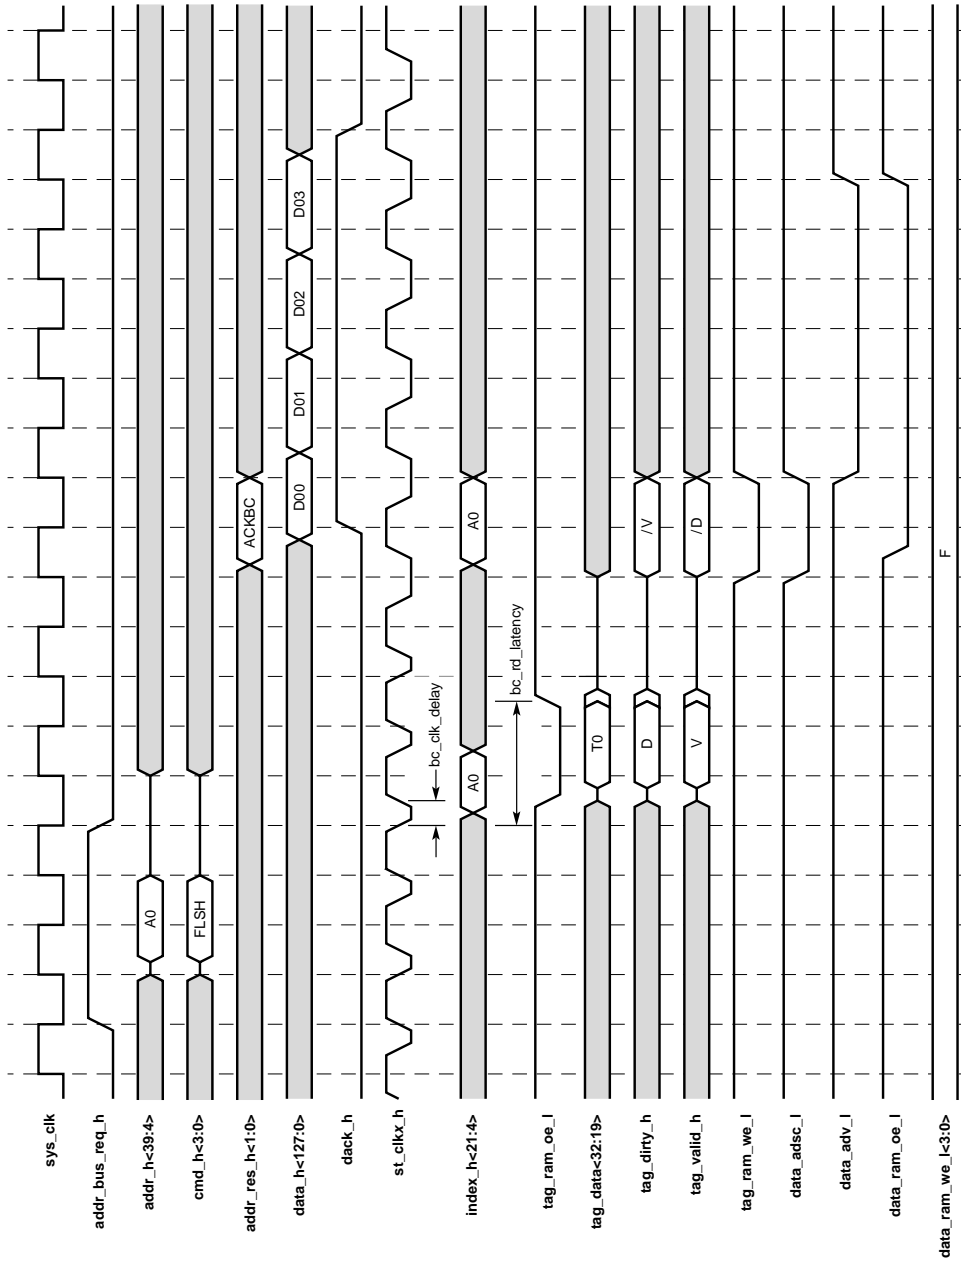 sys_clk
addr_bus_req_h
addr_h<39:4> A0
cmd_h<3:0> FLSH
addr_res_h<1:0> ACKBC
data_h<127:0> D00 D01 D02 D03
dack_h
st_clkx_h
bc_clk_delay
index_h<21:4> A0 A0
bc_rd_latency
tag_ram_oe_l
tag_data<32:19> T0
tag_dirty_h D /V
tag_valid_h V /D
tag_ram_we_l
data_adsc_l
data_adv_l
data_ram_oe_l
data_ram_we_l<3:0> F